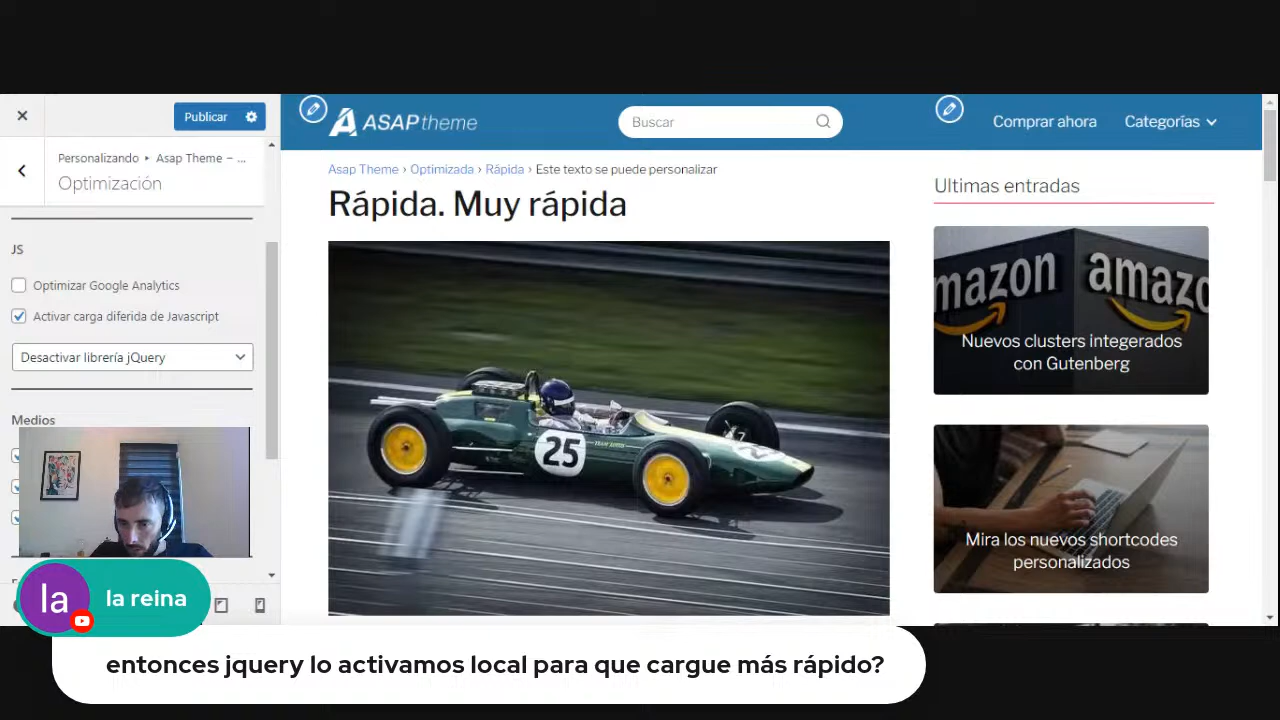 Publicar
Personalizando ▸ Asap Theme – ...
Optimización
JS
Optimizar Google Analytics
Activar carga diferida de Javascript
Desactivar librería jQuery
Medios
ASAP theme
Buscar
Comprar ahora
Categorías
Asap Theme › Optimizada › Rápida › Este texto se puede personalizar
Rápida. Muy rápida
25
TEAM LOTUS
Ultimas entradas
mazon
amazo
Nuevos clusters integerados
con Gutenberg
Mira los nuevos shortcodes
personalizados
la
la reina
entonces jquery lo activamos local para que cargue más rápido?